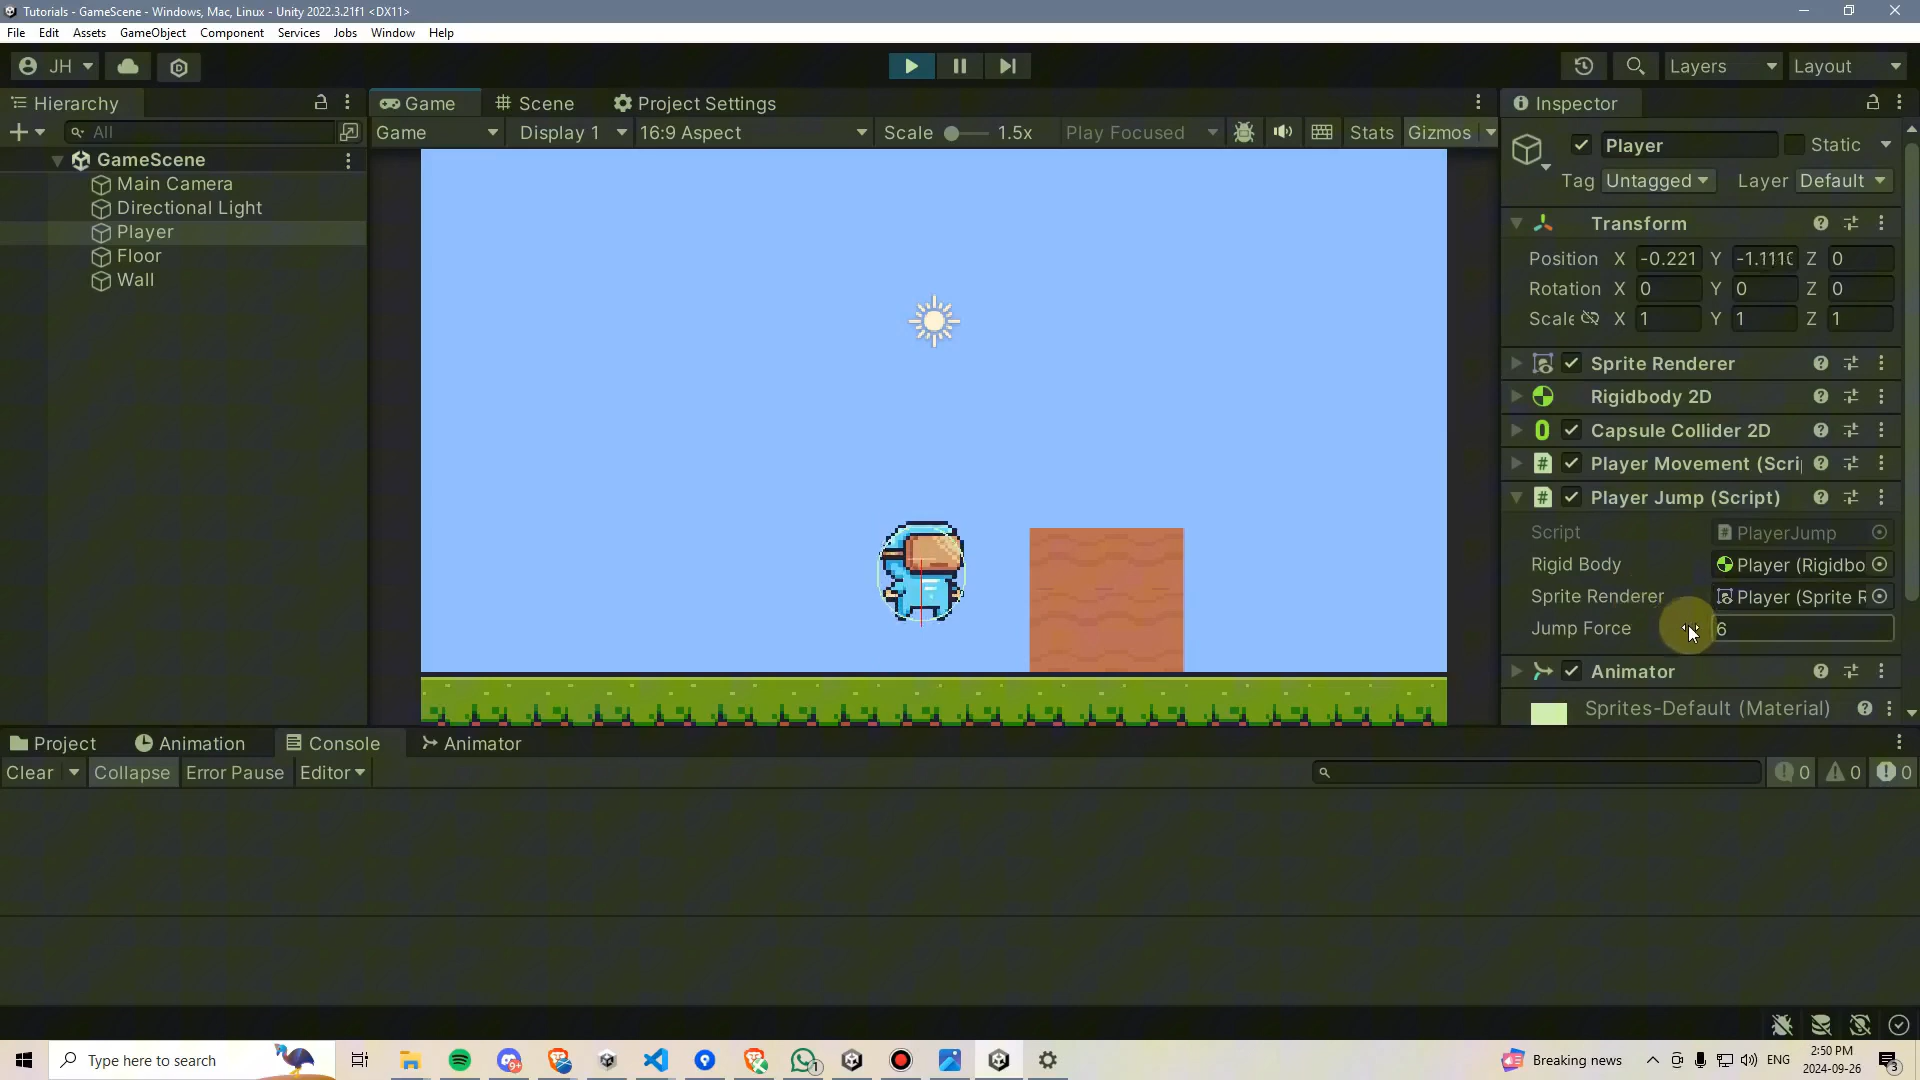 Tutorials - GameScene - Windows, Mac, Linux - Unity 2022.3.21f1 <DX11>
File Edit Assets GameObject Component Services Jobs Window Help
JH
Layers
Layout
Hierarchy
All
GameScene
Main Camera
Directional Light
Player
Floor
Wall
Game Scene Project Settings
Game Display 1 16:9 Aspect Scale 1.5x Play Focused Stats Gizmos
Inspector
Player Static
Tag Untagged Layer Default
Transform
Position X -0.221 Y -1.111 Z 0
Rotation X 0 Y 0 Z 0
Scale X 1 Y 1 Z 1
Sprite Renderer
Rigidbody 2D
Capsule Collider 2D
Player Movement (Scri
Player Jump (Script)
Script PlayerJump
Rigid Body Player (Rigidbo
Sprite Renderer Player (Sprite R
Jump Force 6
Animator
Sprites-Default (Material)
Project Animation Console Animator
Clear Collapse Error Pause Editor
0 0 0
Type here to search
9+
1
Breaking news
ENG
2:50 PM
2024-09-26
3